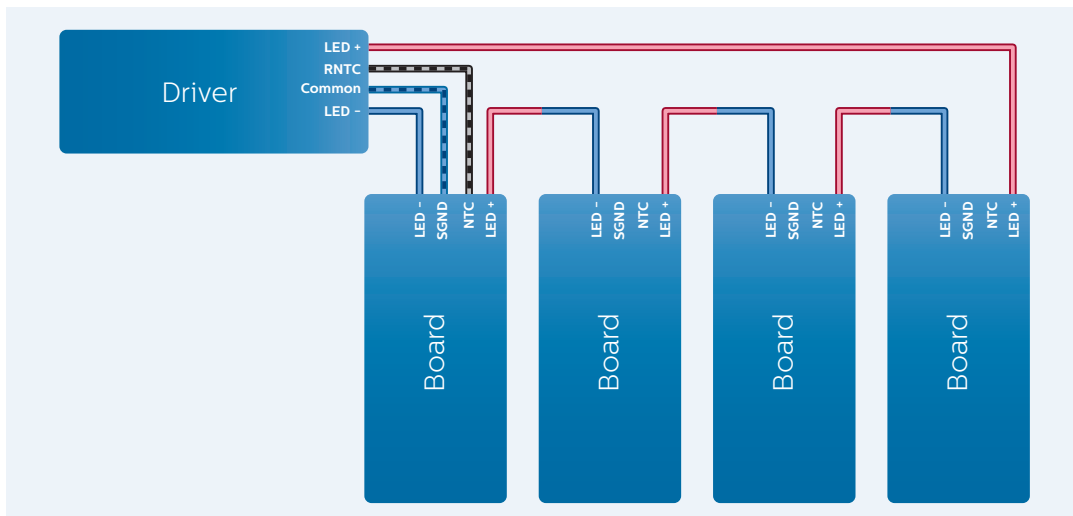 LED +
RNTC
Driver
Common
LED -
LED -
SGND
NTC
LED +
LED -
SGND
NTC
LED +
LED -
SGND
NTC
LED +
LED -
SGND
NTC
LED +
Board
Board
Board
Board